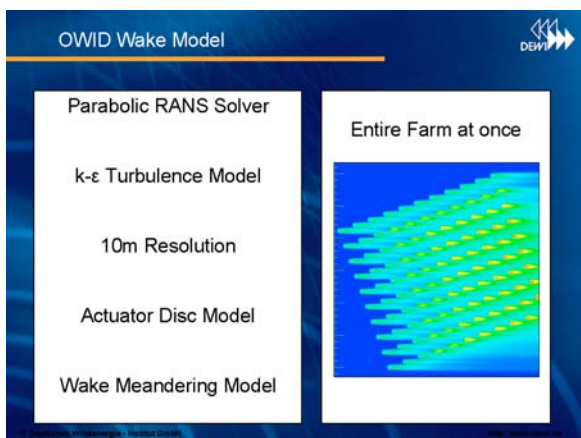 OWID Wake Model
DEWI
Parabolic RANS Solver
k-ε Turbulence Model
10m Resolution
Actuator Disc Model
Wake Meandering Model
Entire Farm at once